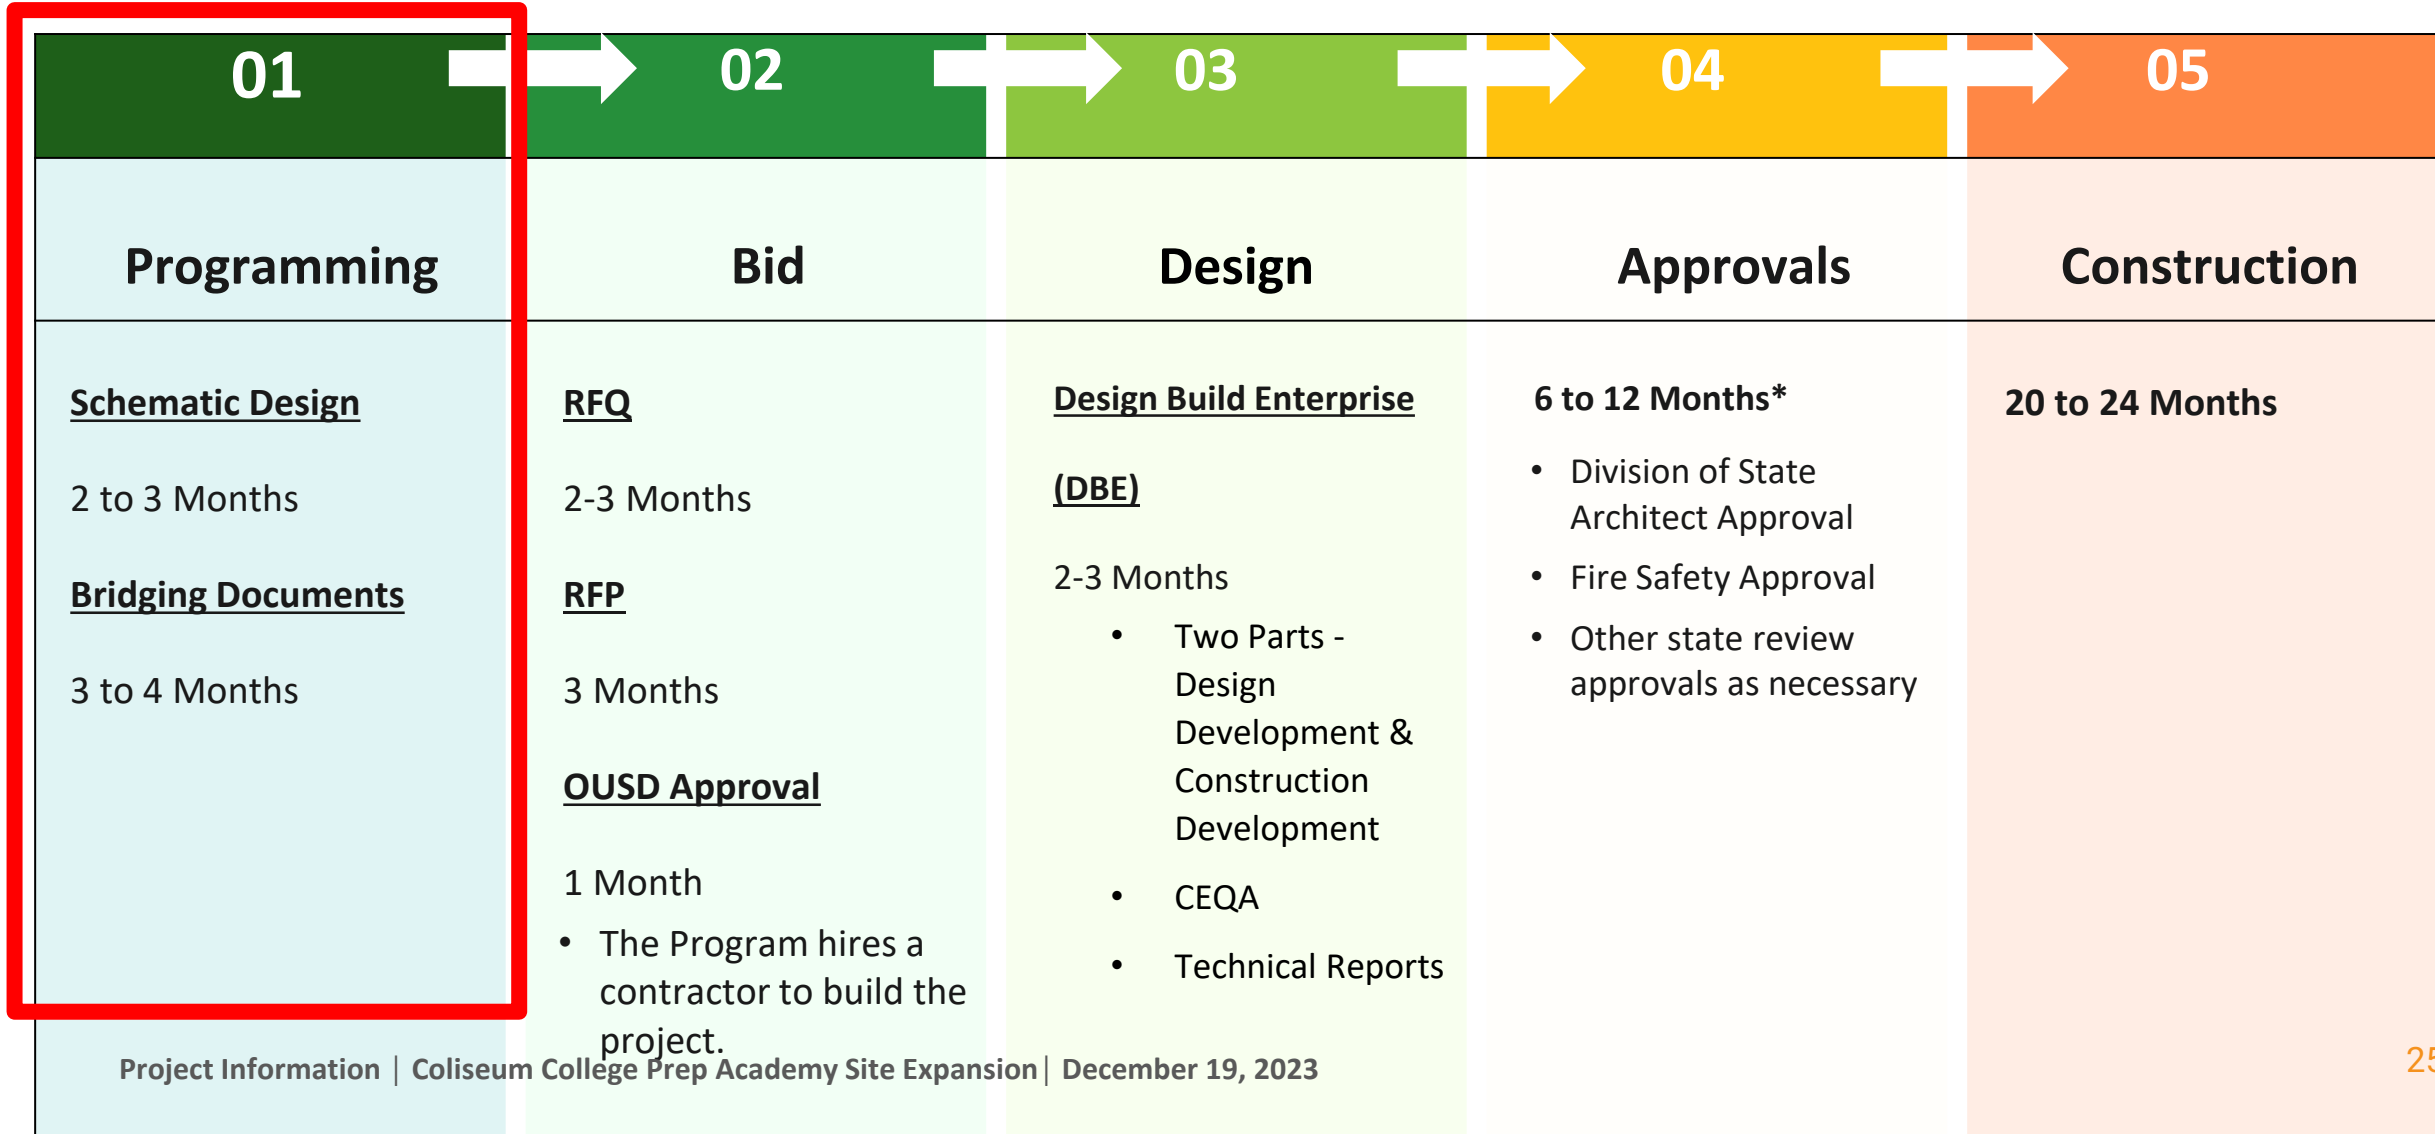 01
02
03
04
05
Programming
Bid
Design
Approvals
Construction
Schematic Design
2 to 3 Months
Bridging Documents
3 to 4 Months
RFQ
2-3 Months
RFP
3 Months
OUSD Approval
1 Month
• The Program hires a
contractor to build the
project.
Design Build Enterprise
(DBE)
2-3 Months
• Two Parts -
Design
Development &
Construction
Development
• CEQA
• Technical Reports
6 to 12 Months*
• Division of State
Architect Approval
• Fire Safety Approval
• Other state review
approvals as necessary
20 to 24 Months
Project Information | Coliseum College Prep Academy Site Expansion| December 19, 2023
25